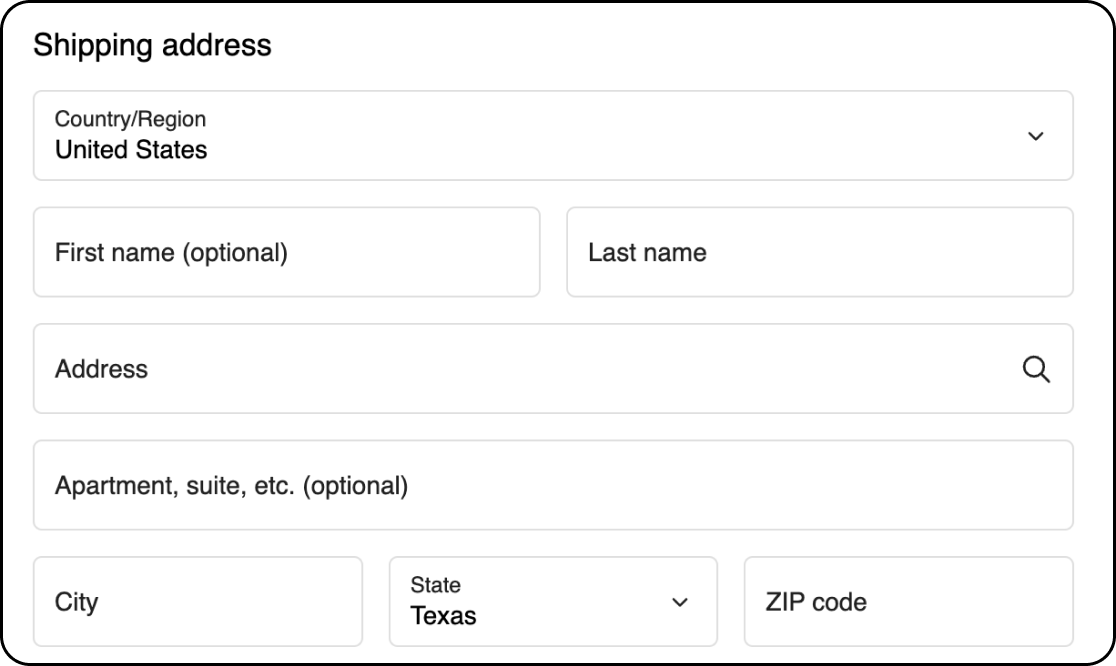 Shipping address
Country/Region
United States
First name (optional)
Last name
Address
Apartment, suite, etc. (optional)
City
State
Texas
ZIP code